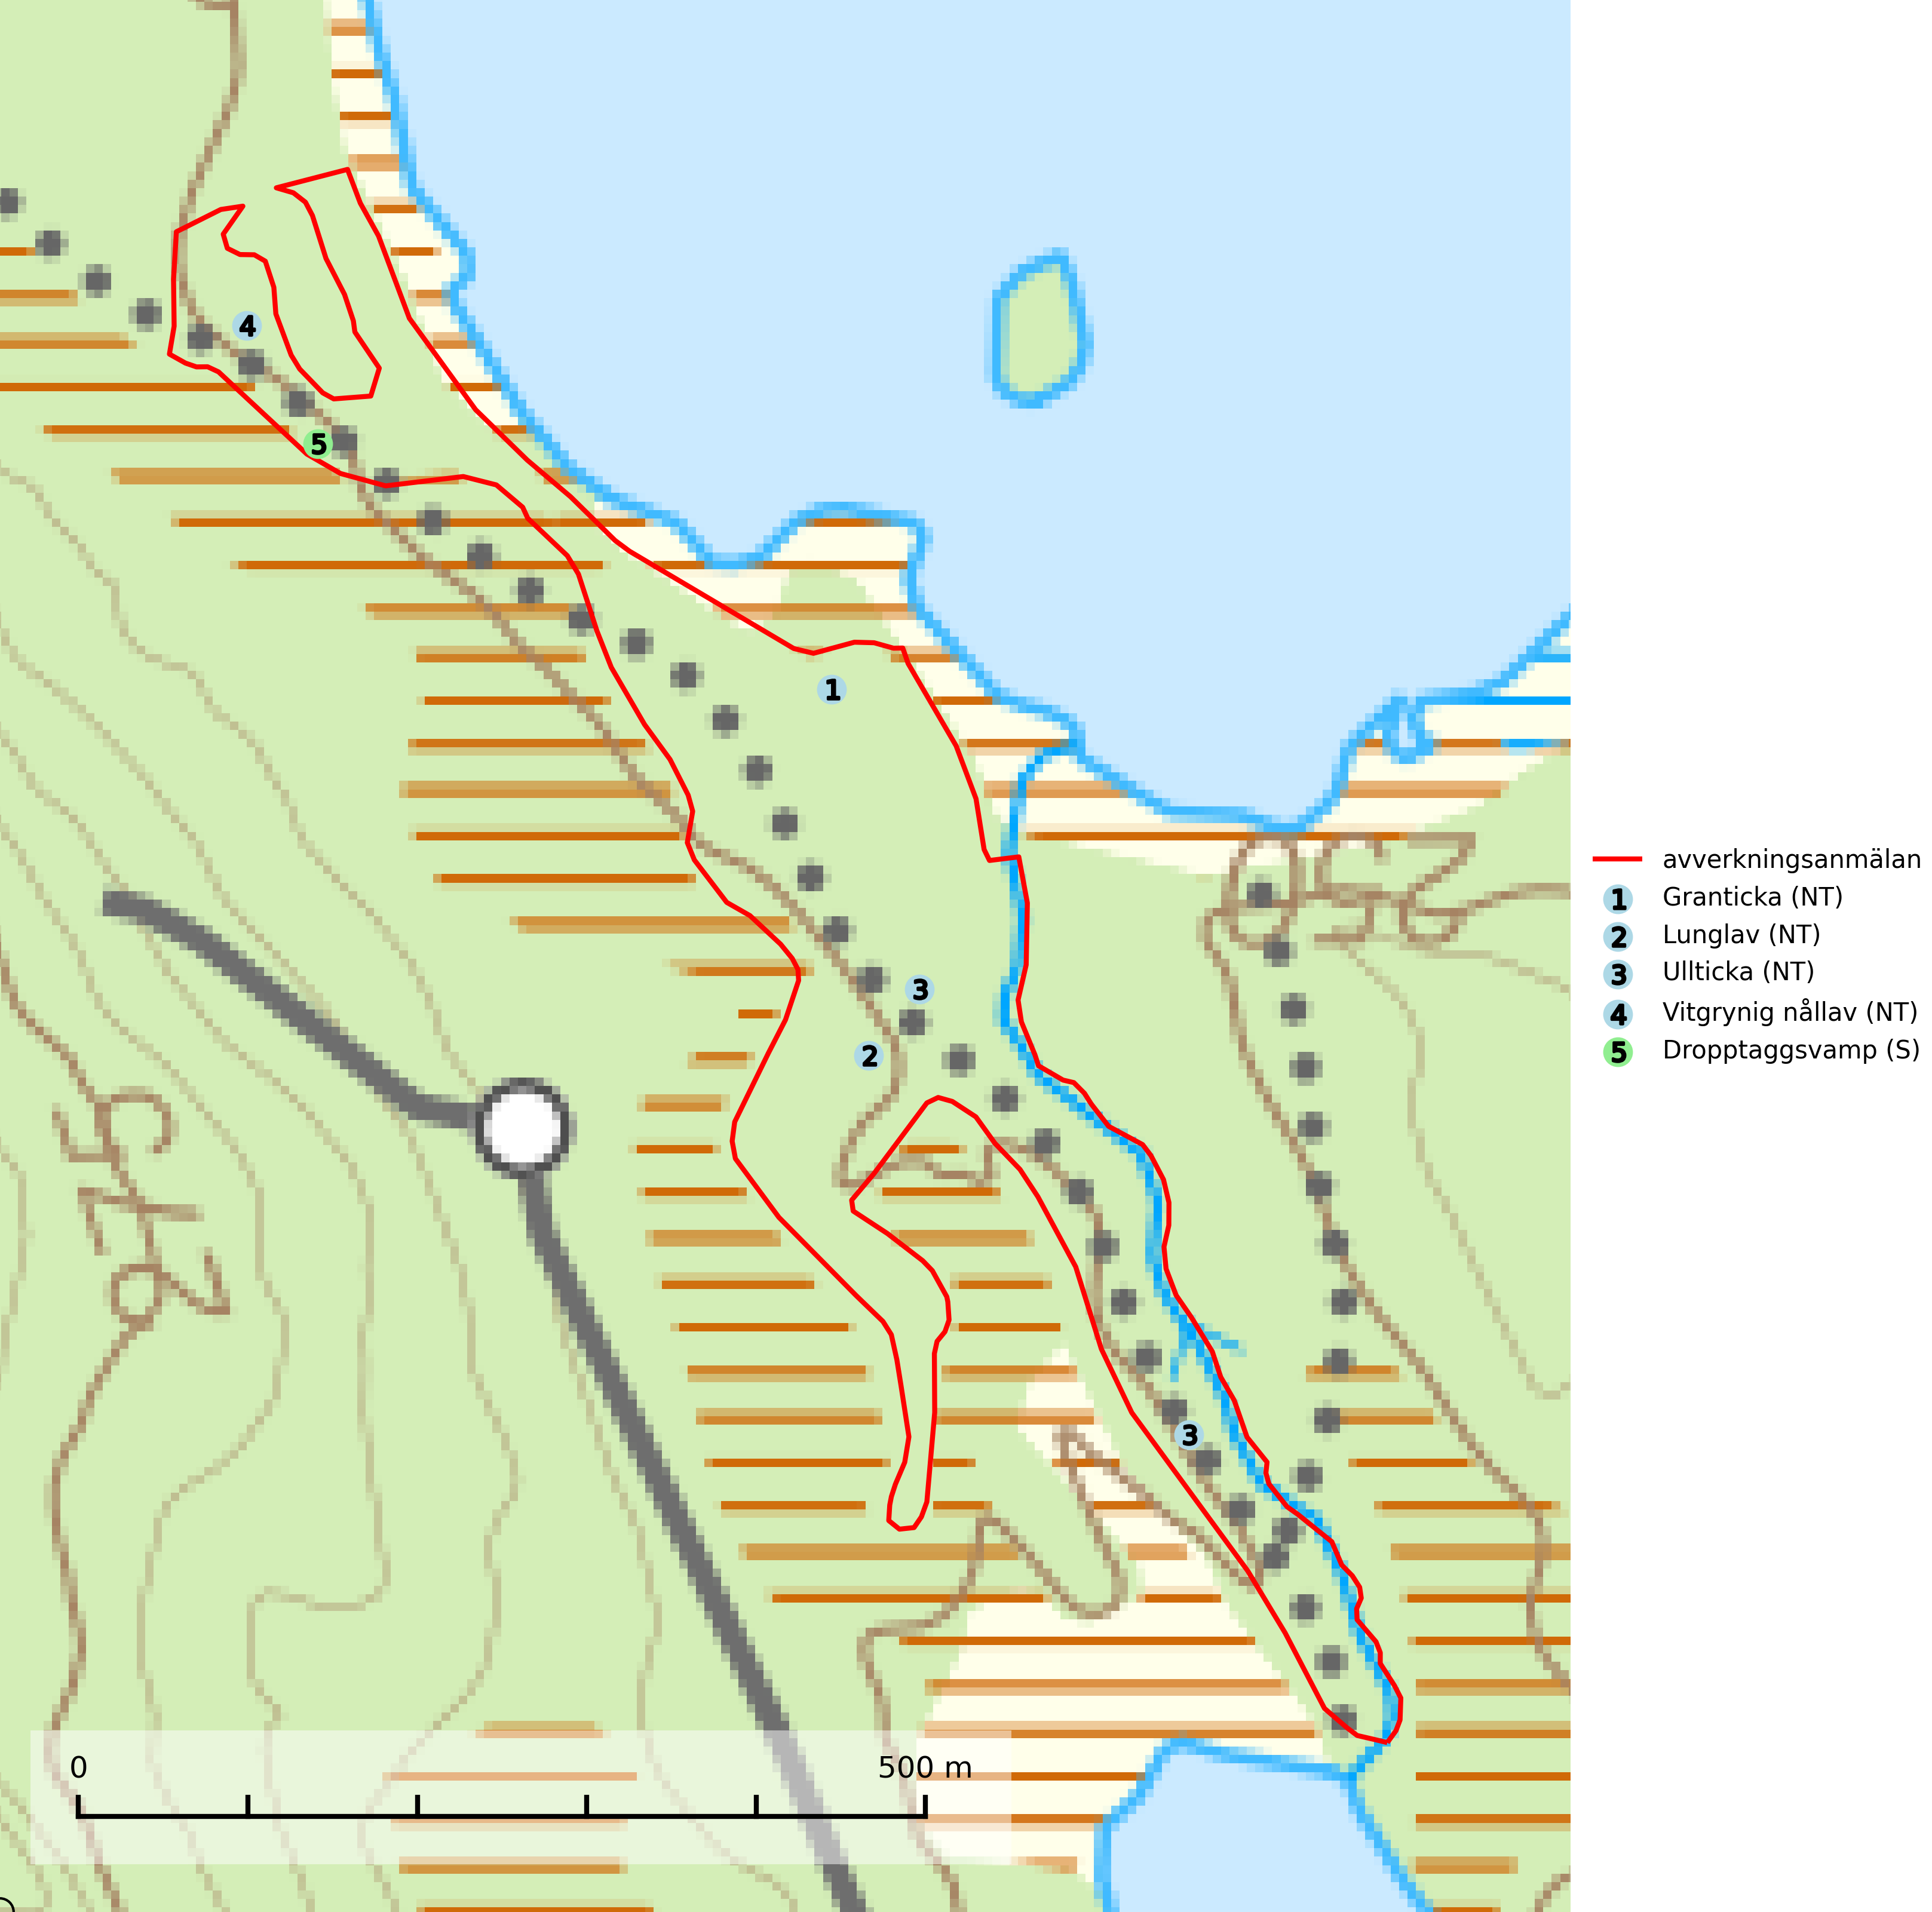 4
5
1
3
2
3
avverkningsanmälan
1 Granticka (NT)
2 Lunglav (NT)
3 Ullticka (NT)
4 Vitgrynig nållav (NT)
5 Dropptaggsvamp (S)
0 500 m